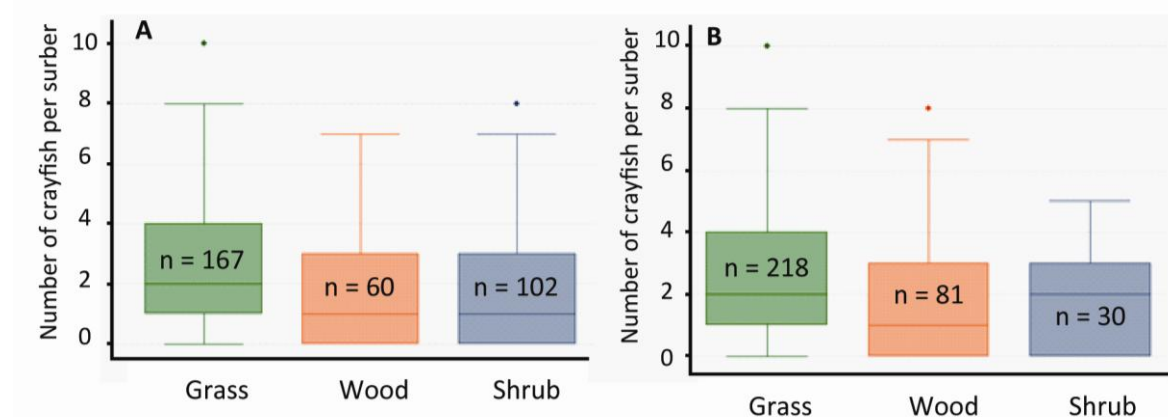 A
Number of crayfish per surber
10
8
6
4
2
0
n = 167
n = 60
n = 102
Grass
Wood
Shrub
B
Number of crayfish per surber
10
8
6
4
2
0
n = 218
n = 81
n = 30
Grass
Wood
Shrub